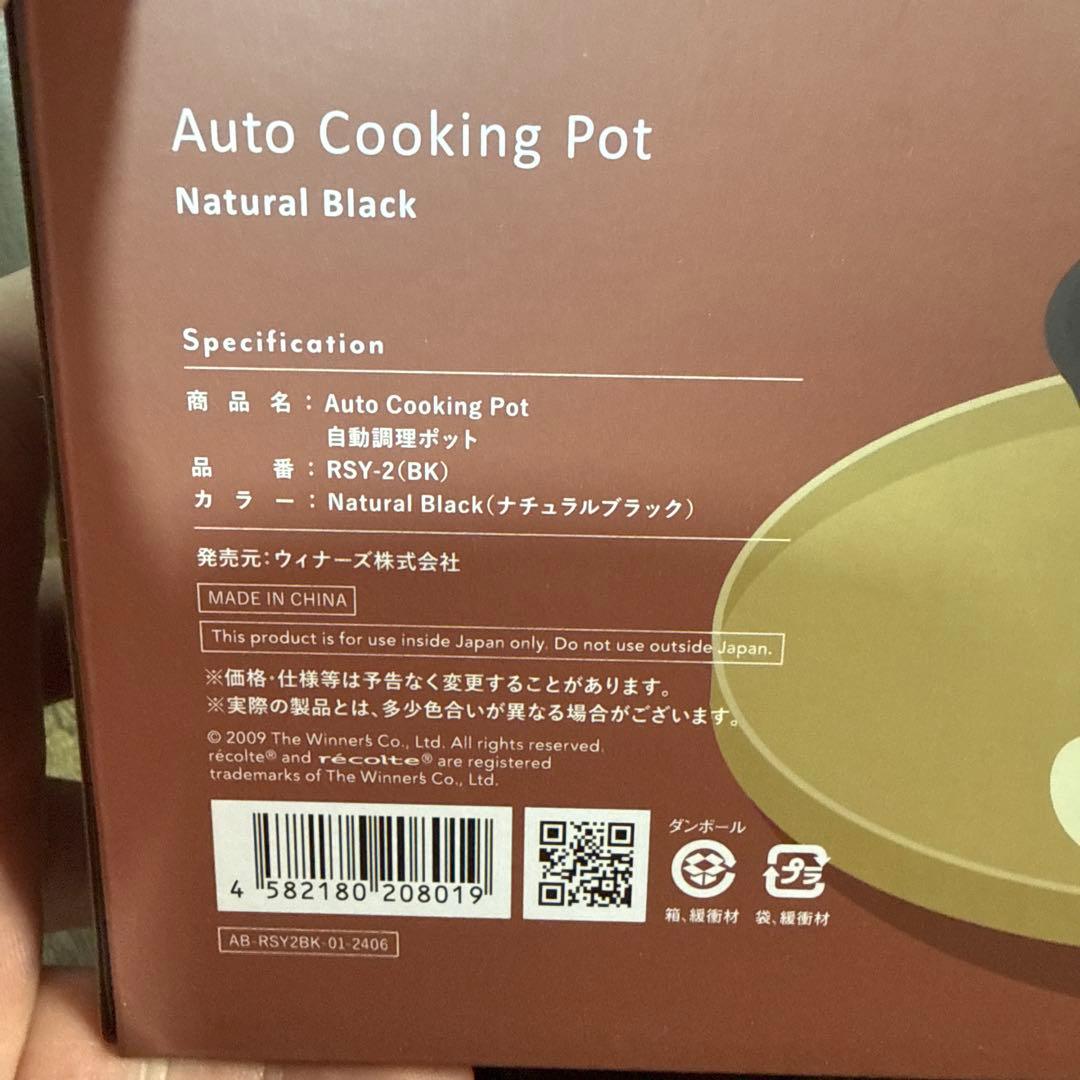 Auto Cooking Pot
Natural Black
Specification
商品名：Auto Cooking Pot
自動調理ポット
品番：RSY-2(BK)
カラー：Natural Black(ナチュラルブラック)
発売元：ウィナーズ株式会社
MADE IN CHINA
This product is for use inside Japan only. Do not use outside Japan.
※価格・仕様等は予告なく変更することがあります。
※実際の製品とは、多少色合いが異なる場合がございます。
© 2009 The Winner's Co., Ltd. All rights reserved.
récolte® and récolte® are registered
trademarks of The Winner's Co., Ltd.
4 582180 208019
ダンボール
プラ
箱、緩衝材 袋、緩衝材
AB-RSY2BK-01-2406